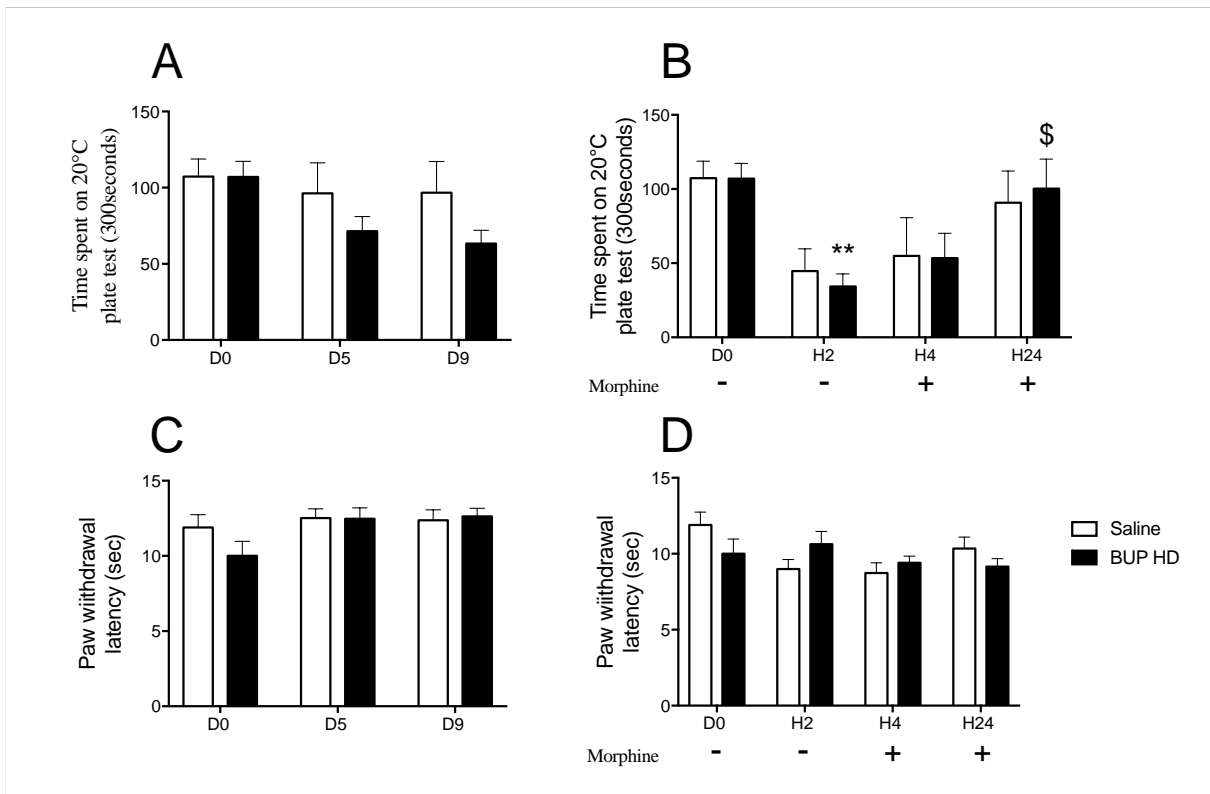 A
Time spent on 20°C
plate test (300seconds)
150
100
50
0
D0 D5 D9
B
Time spent on 20°C
plate test (300seconds)
150
100
50
0
**
$
D0 H2 H4 H24
Morphine - - + +
C
Paw wiithdrawal
latency (sec)
15
10
5
0
D0 D5 D9
D
Paw wiithdrawal
latency (sec)
15
10
5
0
D0 H2 H4 H24
Morphine - - + +
Saline
BUP HD